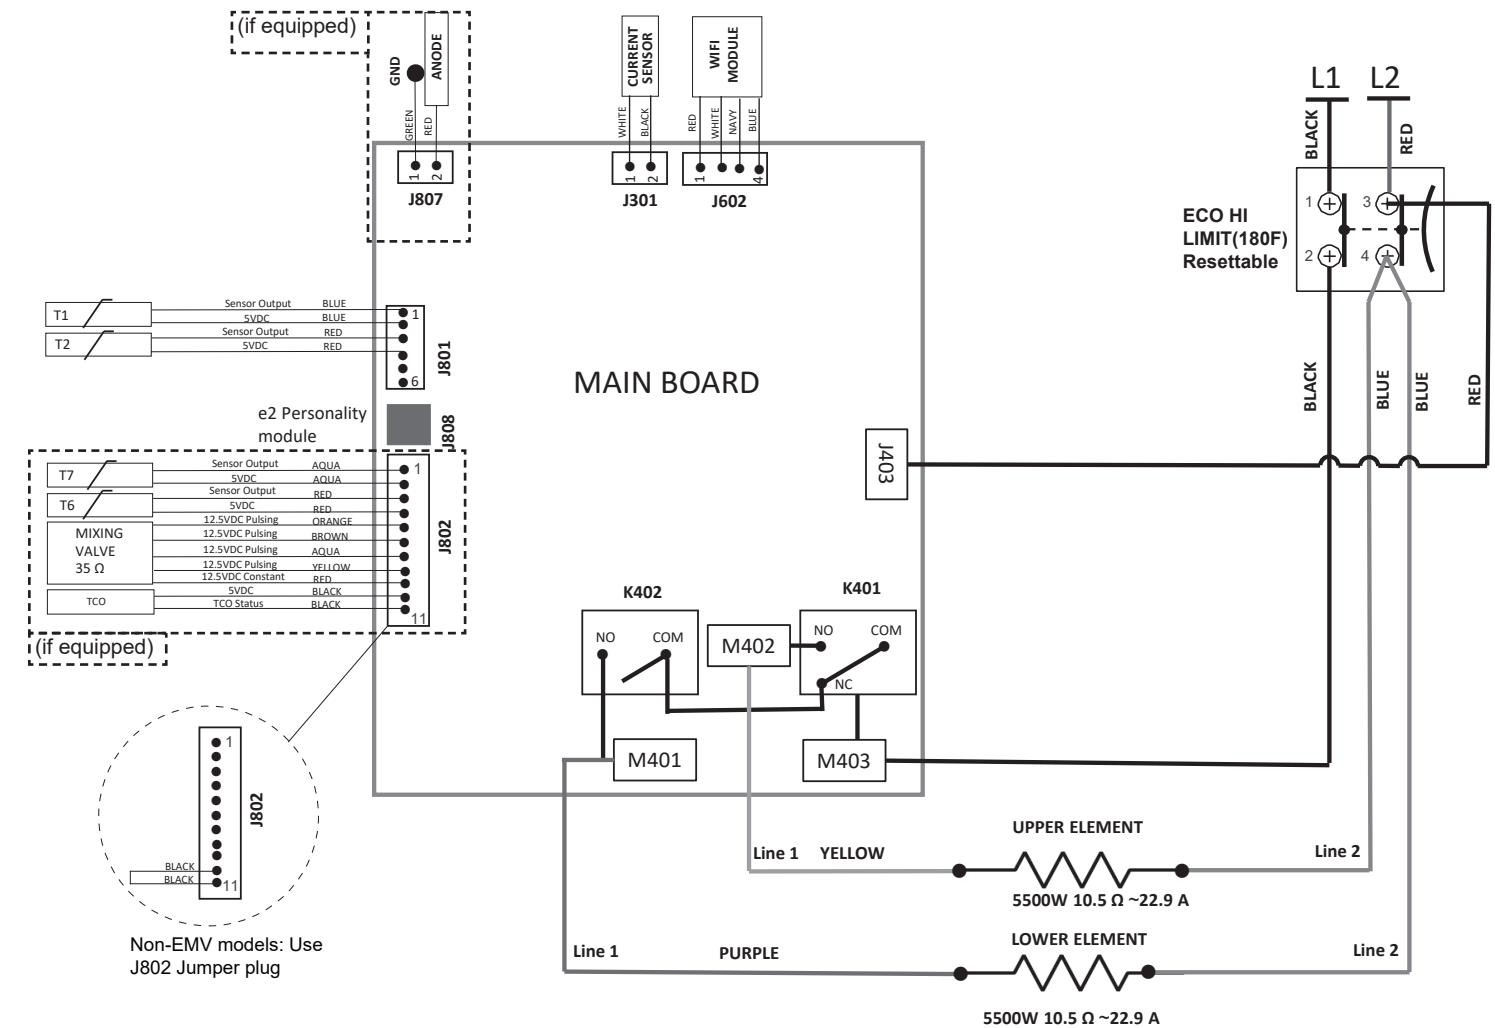 (if equipped)
GND
ANODE
GREEN
RED
1
2
J807
CURRENT
SENSOR
WHITE
BLACK
1
2
J301
WIFI
MODULE
RED
WHITE
NAVY
BLUE
1
4
J602
L1
L2
BLACK
RED
1
3
2
4
ECO HI
LIMIT(180F)
Resettable
T1
Sensor Output
BLUE
5VDC
BLUE
T2
Sensor Output
RED
5VDC
RED
1
6
J801
MAIN BOARD
BLACK
BLUE
BLUE
RED
e2 Personality
module
J808
J403
T7
Sensor Output
AQUA
5VDC
AQUA
T6
Sensor Output
RED
5VDC
RED
MIXING
VALVE
35 Ω
12.5VDC Pulsing
ORANGE
12.5VDC Pulsing
BROWN
12.5VDC Pulsing
AQUA
12.5VDC Pulsing
YELLOW
12.5VDC Constant
RED
TCO
5VDC
BLACK
TCO Status
BLACK
1
11
J802
(if equipped)
K402
NO
COM
K401
M402
NO
COM
NC
M401
M403
1
11
J802
BLACK
BLACK
Non-EMV models: Use
J802 Jumper plug
UPPER ELEMENT
Line 1
YELLOW
Line 2
5500W 10.5 Ω ~22.9 A
LOWER ELEMENT
Line 1
PURPLE
Line 2
5500W 10.5 Ω ~22.9 A